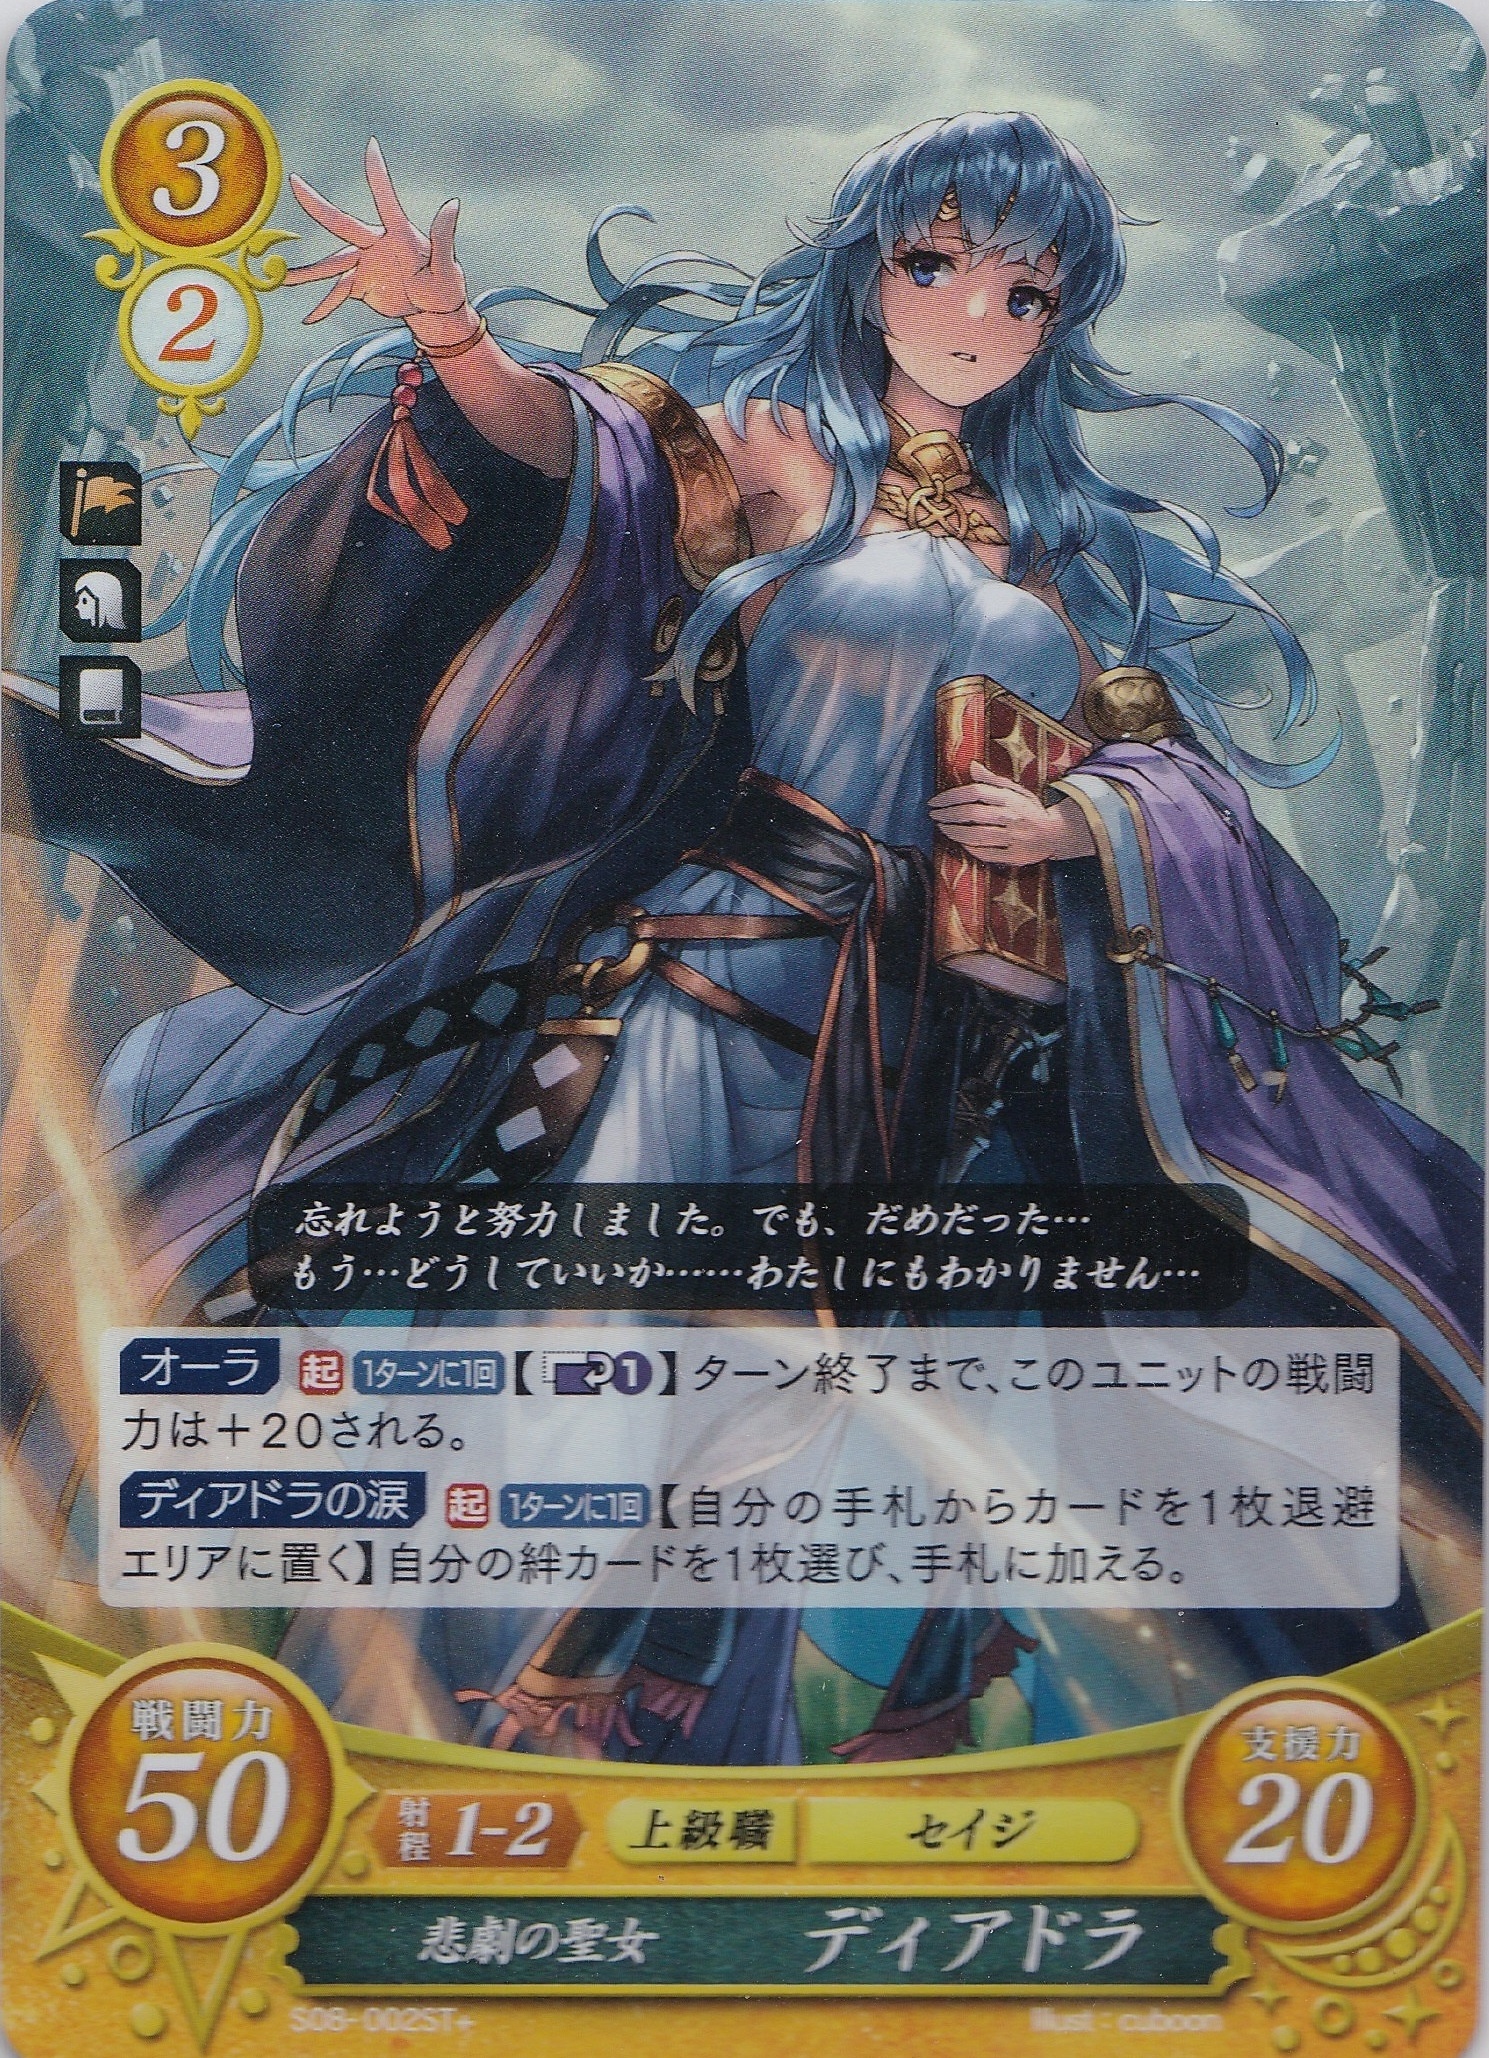 3
2
忘れようと努力しました。でも、だめだった…
もう…どうしていいか……わたしにもわかりません…
オーラ 起 1ターンに1回【1】ターン終了まで、このユニットの戦闘
力は＋20される。
ディアドラの涙 起 1ターンに1回【自分の手札からカードを1枚退避
エリアに置く】自分の絆カードを1枚選び、手札に加える。
戦闘力
50
射程 1-2
上級職 セイジ
支援力
20
悲劇の聖女 ディアドラ
S08-002ST+
Illust：cuboon